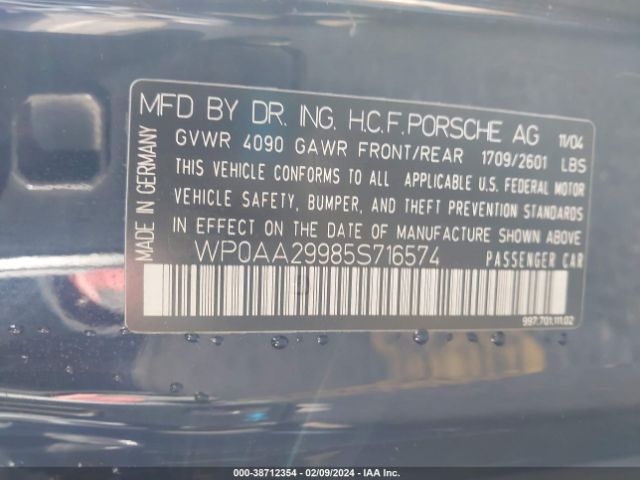 MFD BY DR. ING. H.C.F. PORSCHE AG 11/04
GVWR 4090 GAWR FRONT/REAR 1709/2601 LBS
THIS VEHICLE CONFORMS TO ALL APPLICABLE U.S. FEDERAL MOTOR
VEHICLE SAFETY, BUMPER, AND THEFT PREVENTION STANDARDS
IN EFFECT ON THE DATE OF MANUFACTURE SHOWN ABOVE
WP0AA29985S716574 PASSENGER CAR
997.701.111.02
MADE IN GERMANY
000-38712354 - 02/09/2024 - IAA Inc.